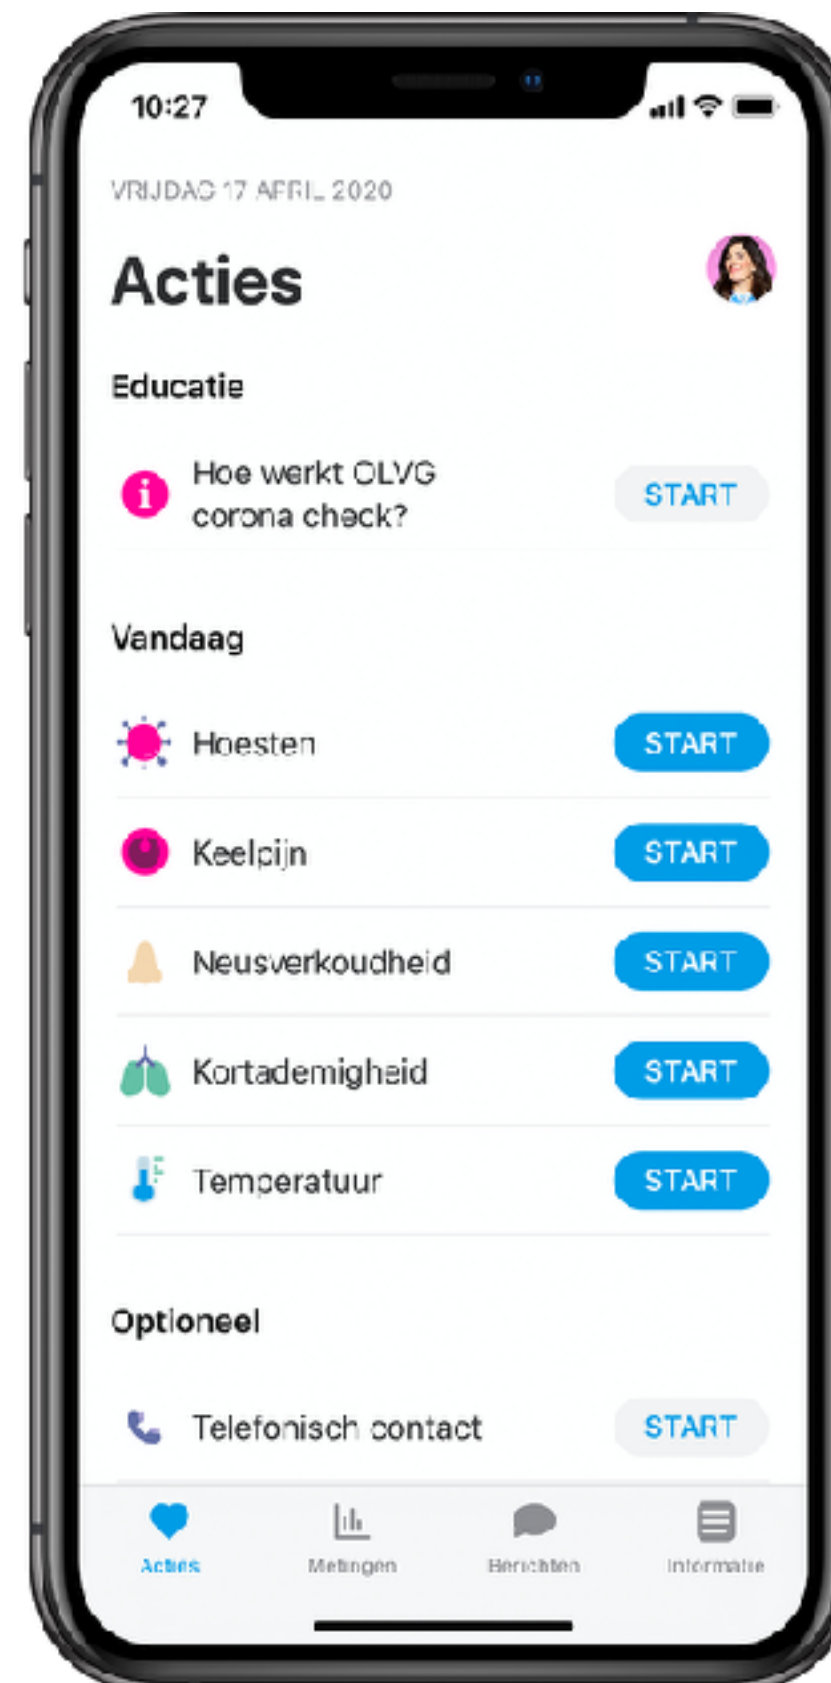 10:27
VRIJDAG 17 APRIL 2020
Acties
Educatie
Hoe werkt OLVG
corona check?
START
Vandaag
Hoesten
START
Keelpijn
START
Neusverkoudheid
START
Kortademigheid
START
Temperatuur
START
Optioneel
Telefonisch contact
START
Acties
Metingen
Berichten
Informatie